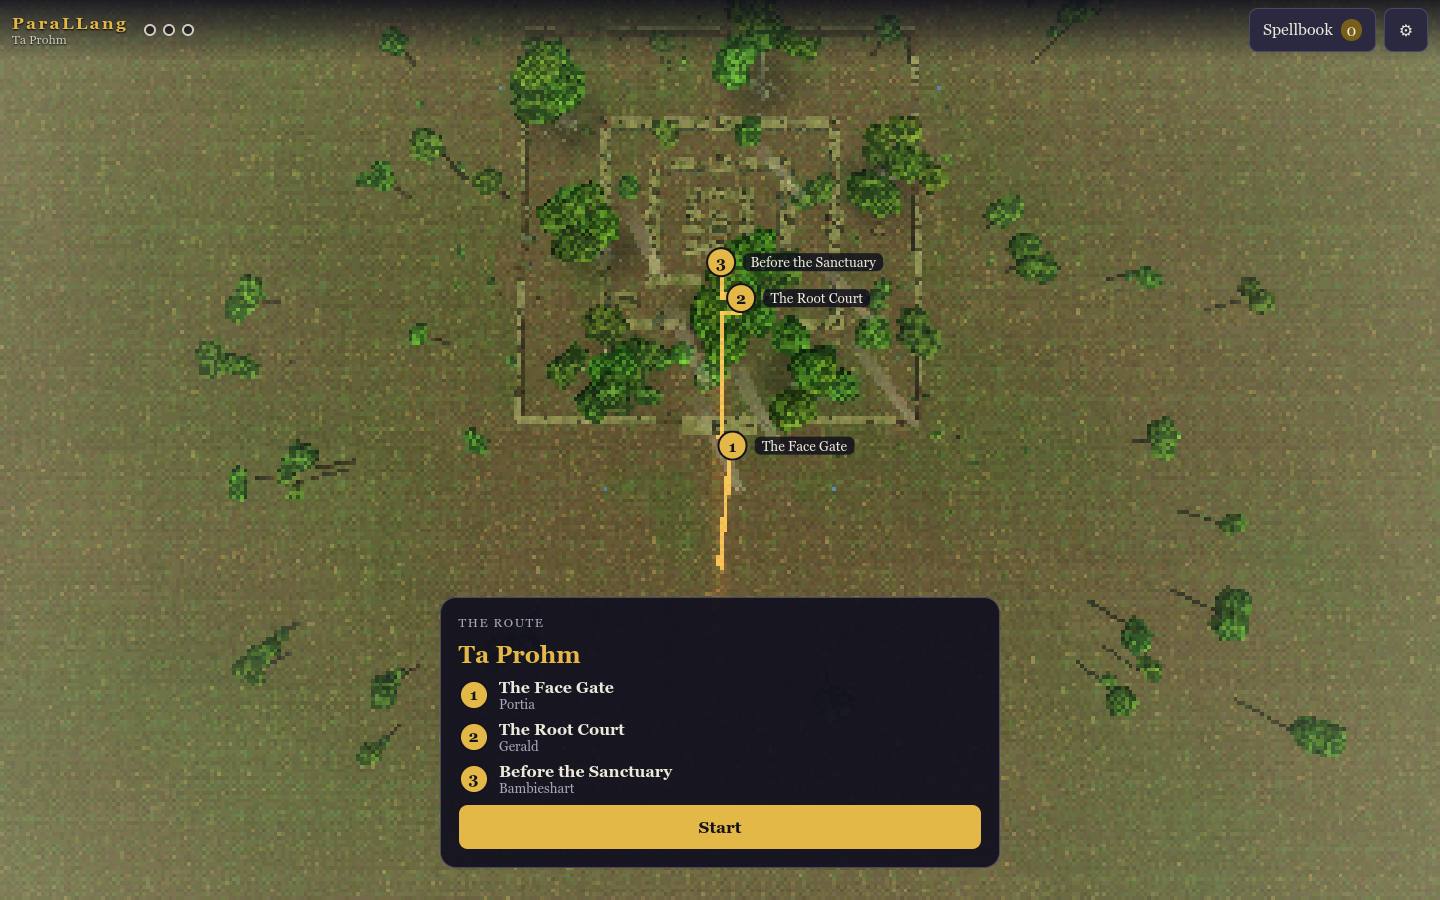 ParaLLang
Ta Prohm
Spellbook 0
3 Before the Sanctuary
2 The Root Court
1 The Face Gate
THE ROUTE
Ta Prohm
1 The Face Gate
Portia
2 The Root Court
Gerald
3 Before the Sanctuary
Bambieshart
Start